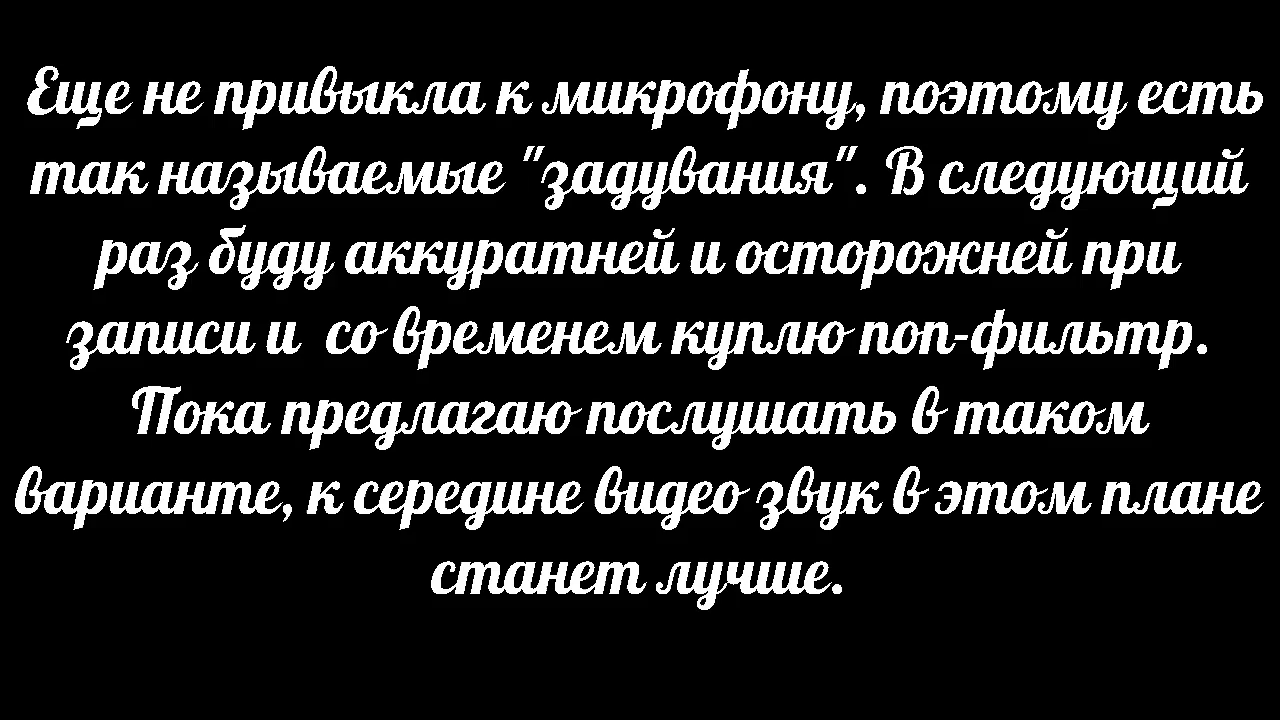 Еще не привыкла к микрофону, поэтому есть
так называемые "задувания". В следующий
раз буду аккуратней и осторожней при
записи и  со временем куплю поп-фильтр.
Пока предлагаю послушать в таком
варианте, к середине видео звук в этом плане
станет лучше.